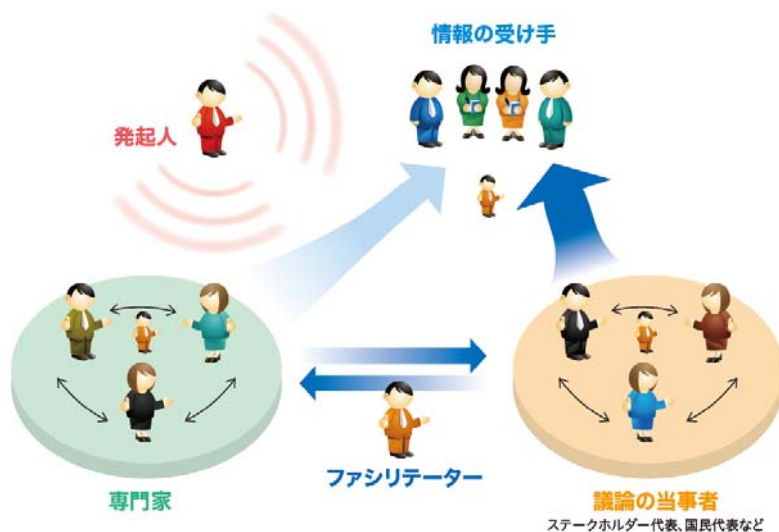 情報の受け手
発起人
ファシリテーター
専門家
議論の当事者
ステークホルダー代表、国民代表など